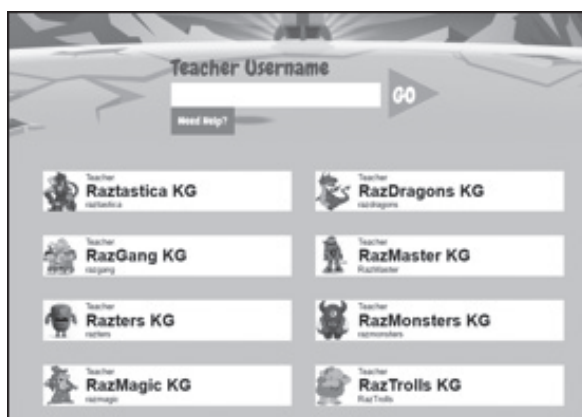 Teacher Username
GO
Need Help?
Teacher
Raztastica KG
raztastica
Teacher
RazDragons KG
razdragons
Teacher
RazGang KG
razgang
Teacher
RazMaster KG
RazMaster
Teacher
Razters KG
razters
Teacher
RazMonsters KG
razmonsters
Teacher
RazMagic KG
razmagic
Teacher
RazTrolls KG
RazTrolls